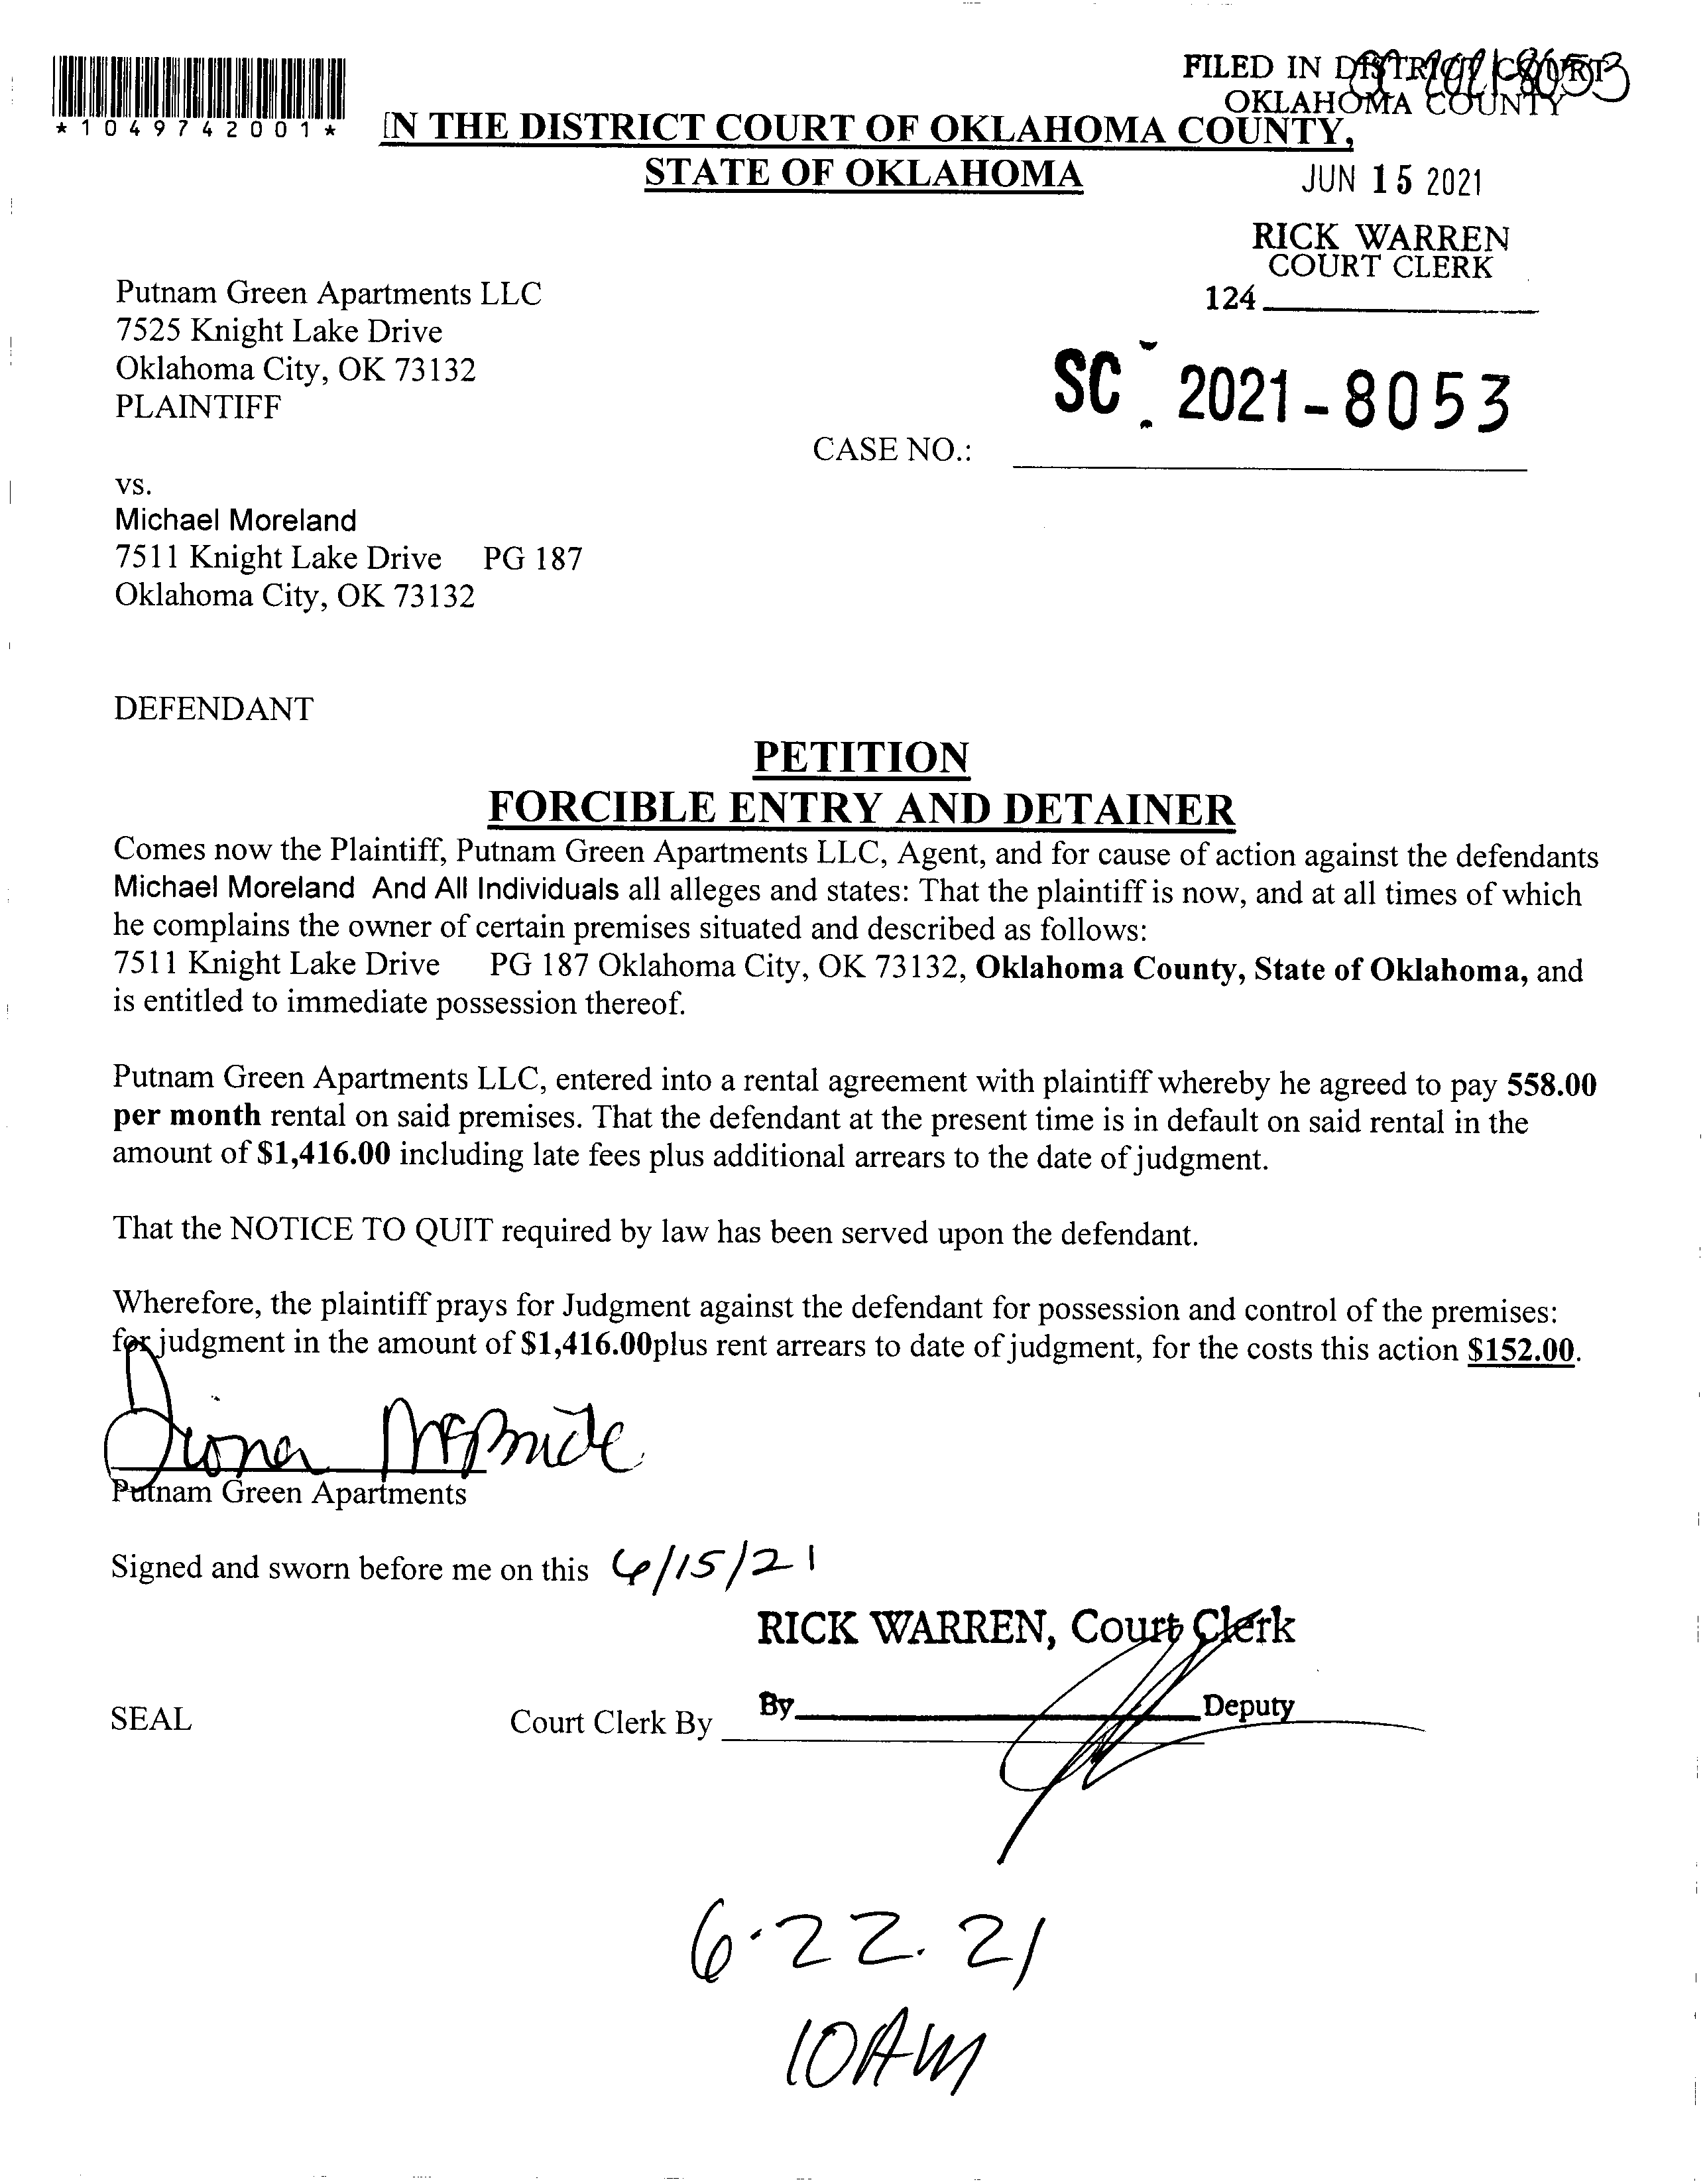 FILED IN DISTRICT COURT
OKLAHOMA COUNTY
*1049742001*
IN THE DISTRICT COURT OF OKLAHOMA COUNTY,
STATE OF OKLAHOMA
JUN 15 2021
RICK WARREN
COURT CLERK
124
Putnam Green Apartments LLC
7525 Knight Lake Drive
Oklahoma City, OK 73132
PLAINTIFF
SC - 2021-8053
CASE NO.:
vs.
Michael Moreland
7511 Knight Lake Drive PG 187
Oklahoma City, OK 73132
DEFENDANT
PETITION
FORCIBLE ENTRY AND DETAINER
Comes now the Plaintiff, Putnam Green Apartments LLC, Agent, and for cause of action against the defendants
Michael Moreland And All Individuals all alleges and states: That the plaintiff is now, and at all times of which
he complains the owner of certain premises situated and described as follows:
7511 Knight Lake Drive PG 187 Oklahoma City, OK 73132, Oklahoma County, State of Oklahoma, and
is entitled to immediate possession thereof.
Putnam Green Apartments LLC, entered into a rental agreement with plaintiff whereby he agreed to pay 558.00
per month rental on said premises. That the defendant at the present time is in default on said rental in the
amount of $1,416.00 including late fees plus additional arrears to the date of judgment.
That the NOTICE TO QUIT required by law has been served upon the defendant.
Wherefore, the plaintiff prays for Judgment against the defendant for possession and control of the premises:
for judgment in the amount of $1,416.00plus rent arrears to date of judgment, for the costs this action $152.00.
Diona McBride
Putnam Green Apartments
Signed and sworn before me on this 6/15/21
RICK WARREN, Court Clerk
SEAL Court Clerk By By Deputy
6.22.21
10AM